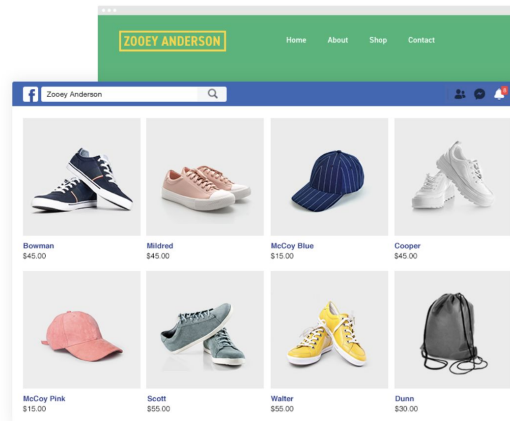 ZOOEY ANDERSON
Home About Shop Contact
f Zooey Anderson
Bowman Mildred McCoy Blue Cooper
$45.00 $45.00 $15.00 $45.00
McCoy Pink Scott Walter Dunn
$15.00 $55.00 $55.00 $30.00